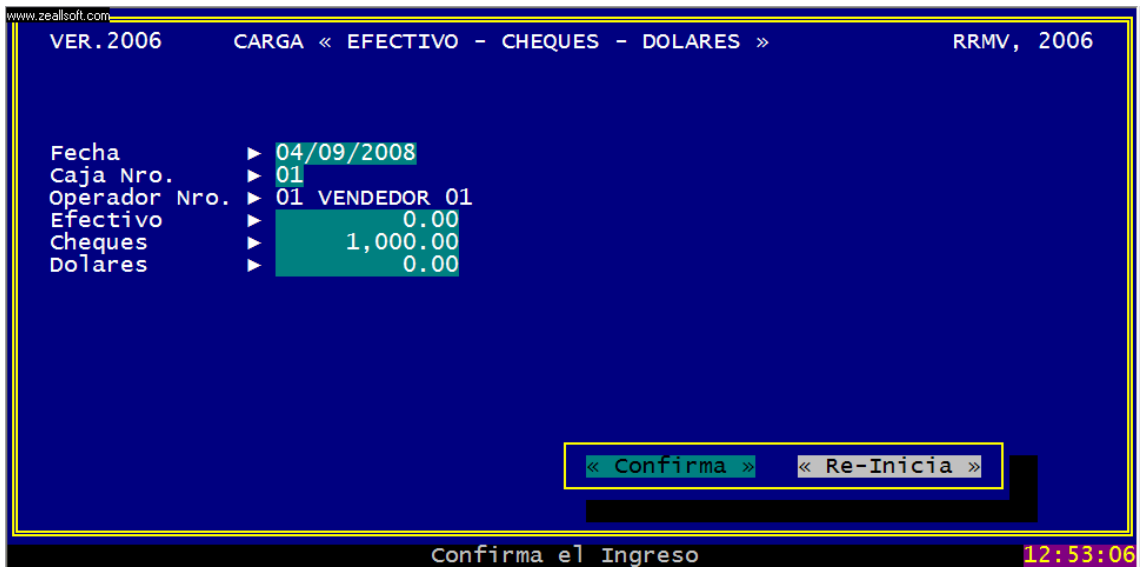 www.zeallsoft.com
VER.2006 CARGA « EFECTIVO - CHEQUES - DOLARES » RRMV, 2006
Fecha ► 04/09/2008
Caja Nro. ► 01
Operador Nro. ► 01 VENDEDOR 01
Efectivo ► 0.00
Cheques ► 1,000.00
Dolares ► 0.00
« Confirma » « Re-Inicia »
Confirma el Ingreso 12:53:06